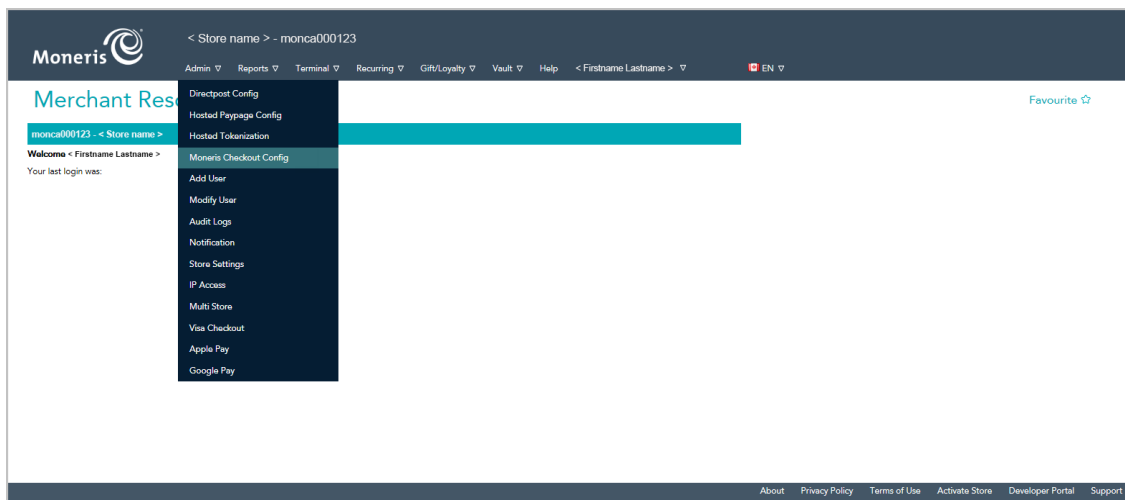 Moneris
< Store name > - monca000123
Admin Reports Terminal Recurring Gift/Loyalty Vault Help < Firstname Lastname > EN
Merchant Reso
Favourite
monca000123 - < Store name >
Welcome < Firstname Lastname >
Your last login was:
Directpost Config
Hosted Paypage Config
Hosted Tokenization
Moneris Checkout Config
Add User
Modify User
Audit Logs
Notification
Store Settings
IP Access
Multi Store
Visa Checkout
Apple Pay
Google Pay
About Privacy Policy Terms of Use Activate Store Developer Portal Support